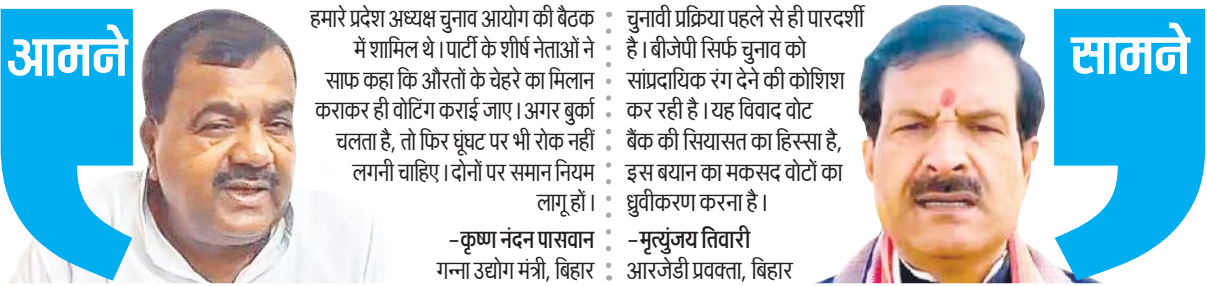 आमने
हमारे प्रदेश अध्यक्ष चुनाव आयोग की बैठक
में शामिल थे। पार्टी के शीर्ष नेताओं ने
साफ कहा कि औरतों के चेहरे का मिलान
कराकर ही वोटिंग कराई जाए। अगर बुर्का
चलता है, तो फिर घूंघट पर भी रोक नहीं
लगनी चाहिए। दोनों पर समान नियम
लागू हों।
-कृष्ण नंदन पासवान
गन्ना उद्योग मंत्री, बिहार
चुनावी प्रक्रिया पहले से ही पारदर्शी
है। बीजेपी सिर्फ चुनाव को
सांप्रदायिक रंग देने की कोशिश
कर रही है। यह विवाद वोट
बैंक की सियासत का हिस्सा है,
इस बयान का मकसद वोटों का
ध्रुवीकरण करना है।
-मृत्युंजय तिवारी
आरजेडी प्रवक्ता, बिहार
सामने